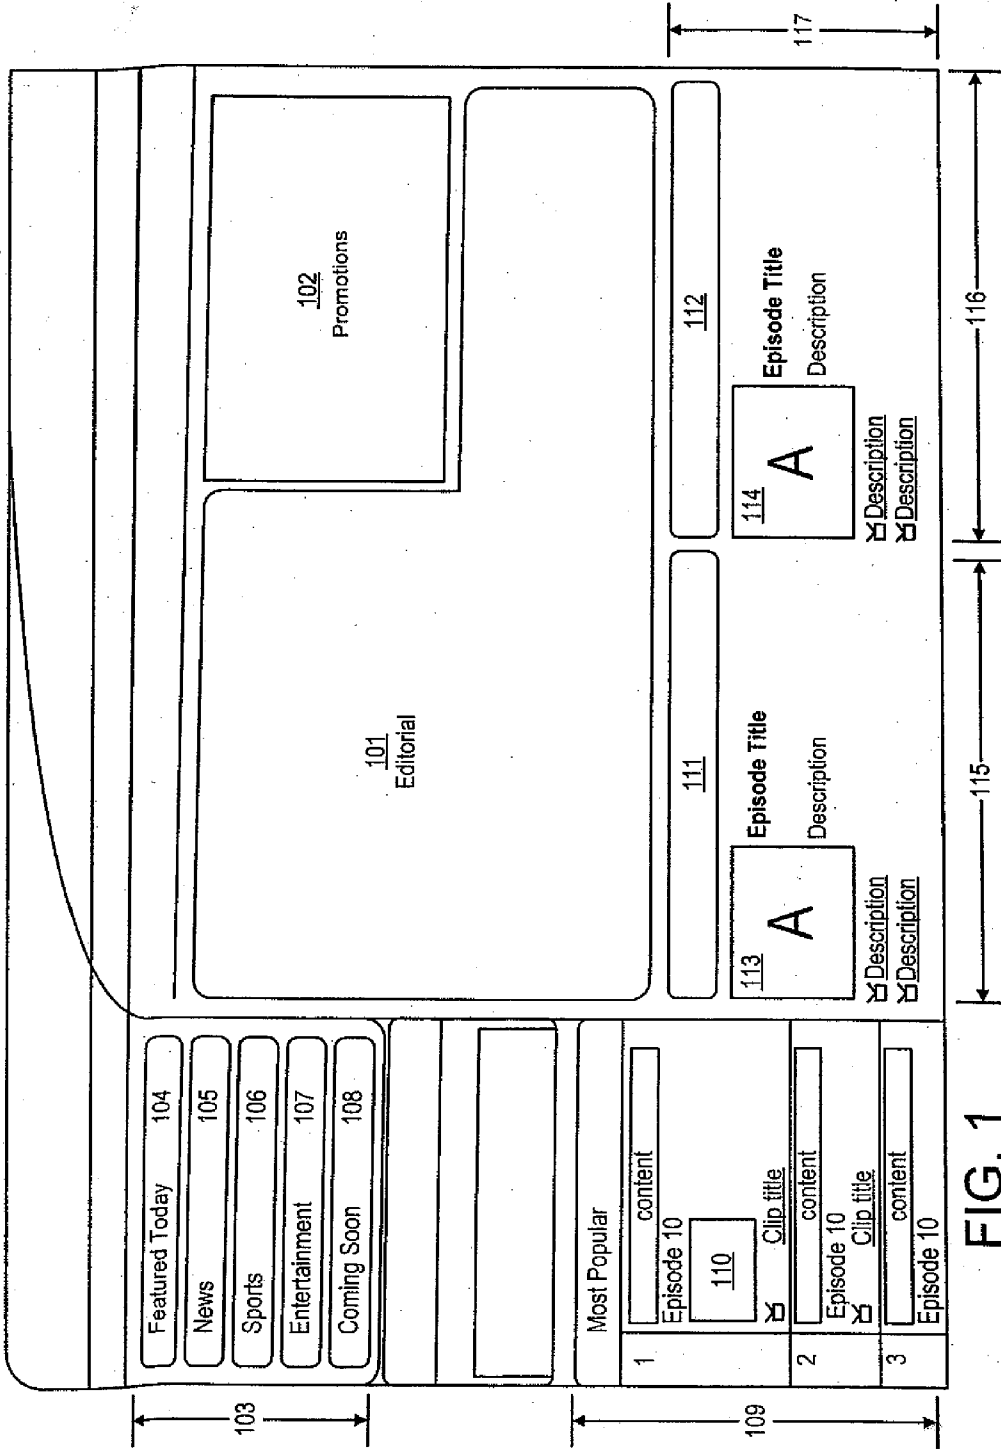 Featured Today 104
News 105
Sports 106
Entertainment 107
Coming Soon 108
103
101
Editorial
102
Promotions
Most Popular
1
content
Episode 10
110
Clip title
2
content
Episode 10
Clip title
3
content
Episode 10
109
111
113
A
Episode Title
Description
Description
Description
112
114
A
Episode Title
Description
Description
Description
117
115
116
FIG. 1